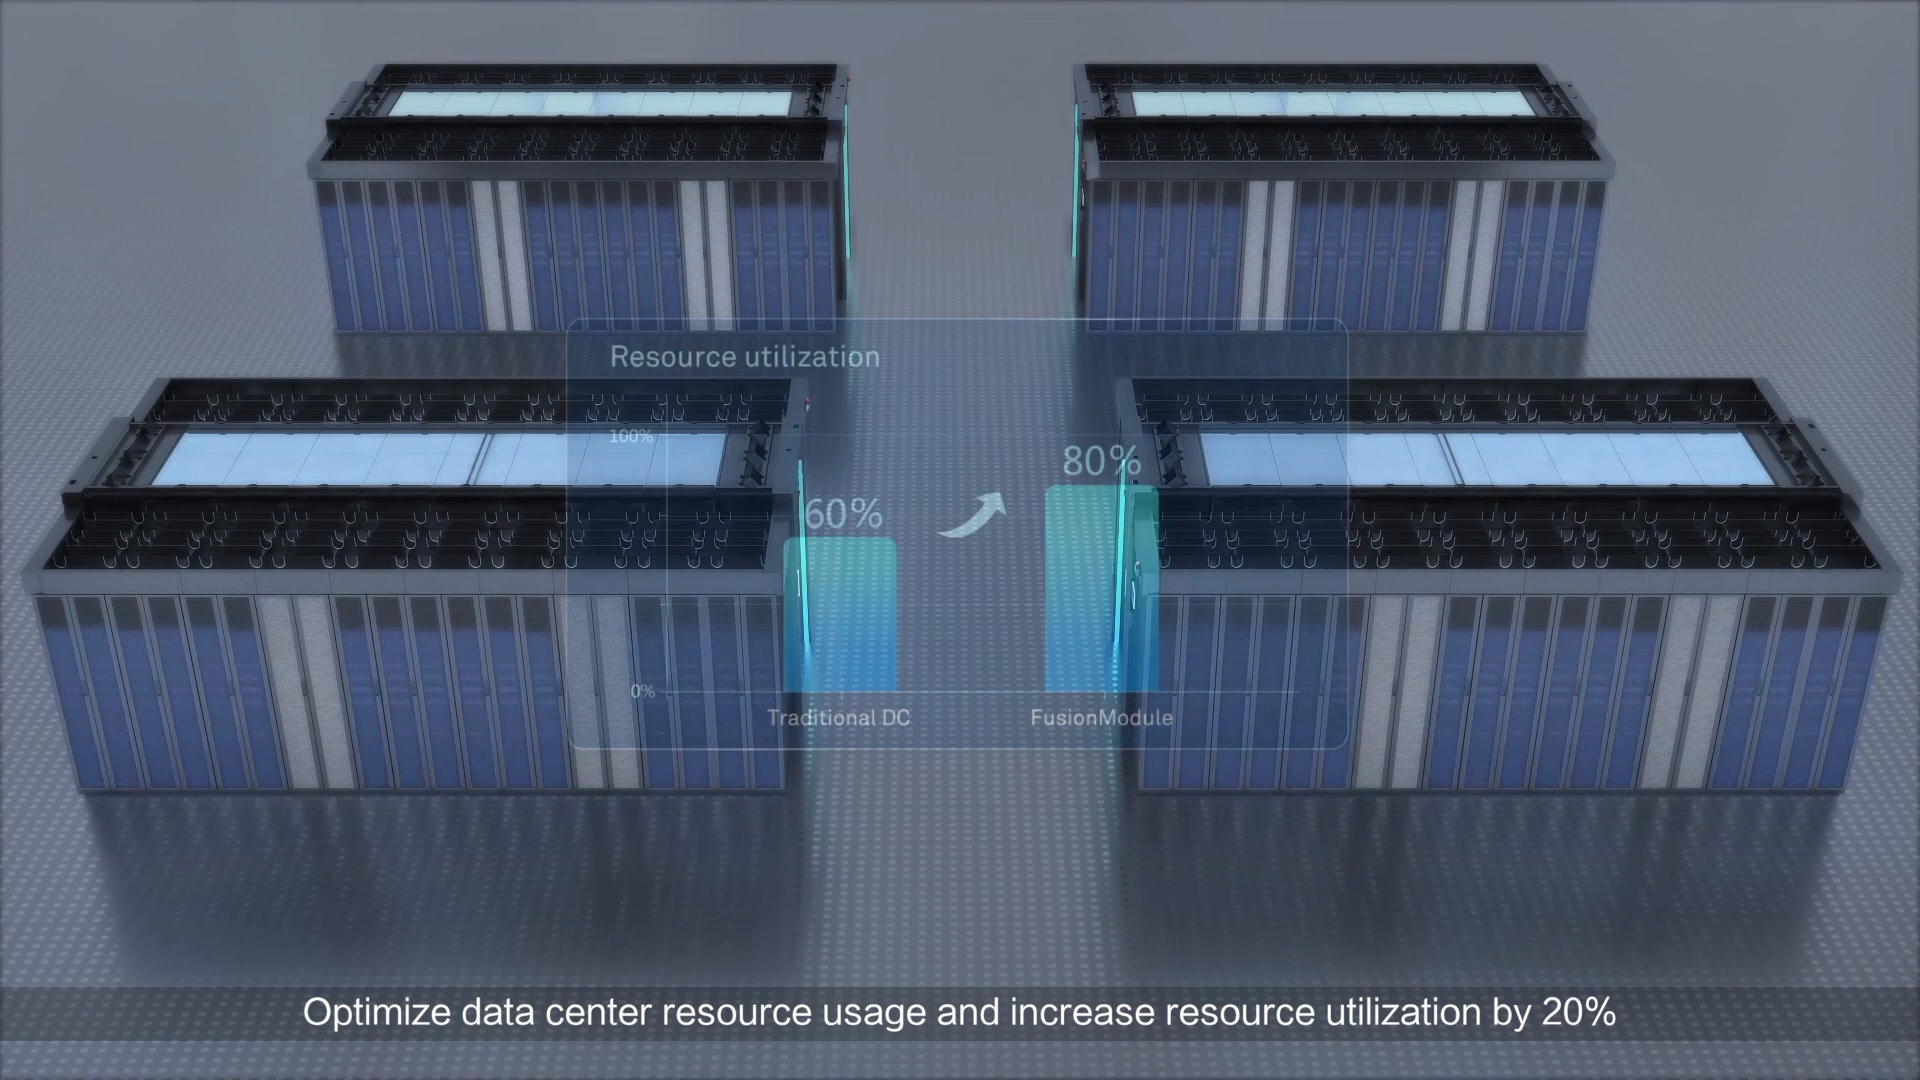 Resource utilization
100%
80%
60%
0%
Traditional DC
FusionModule
Optimize data center resource usage and increase resource utilization by 20%